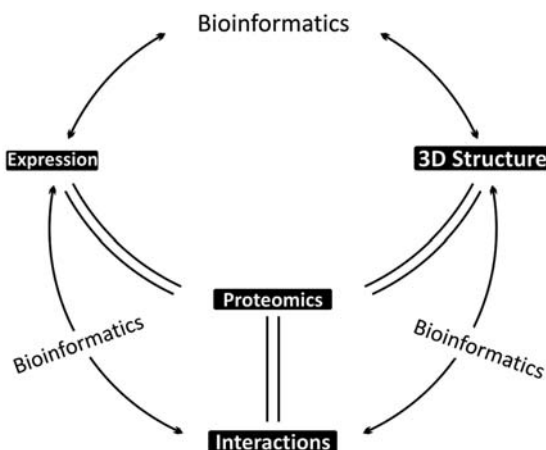 Bioinformatics
Expression
3D Structure
Proteomics
Bioinformatics
Bioinformatics
Interactions